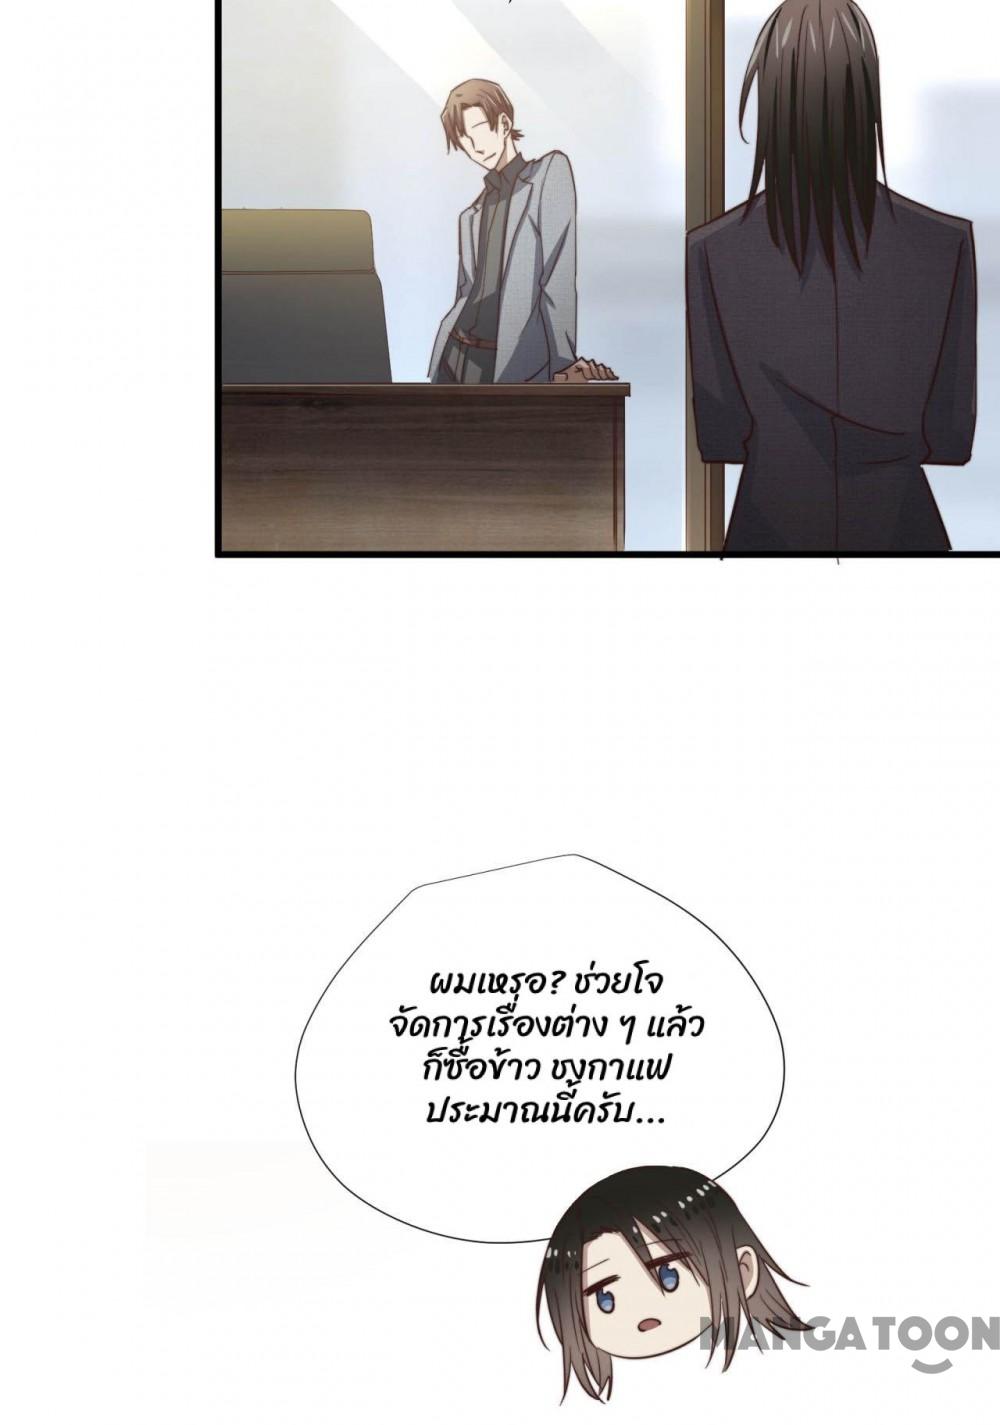 ผมเหรอ? ช่วยโจ
จัดการเรื่องต่าง ๆ แล้ว
ก็ซื้อข้าว ชงกาแฟ
ประมาณนี้ครับ...
MANGATOON